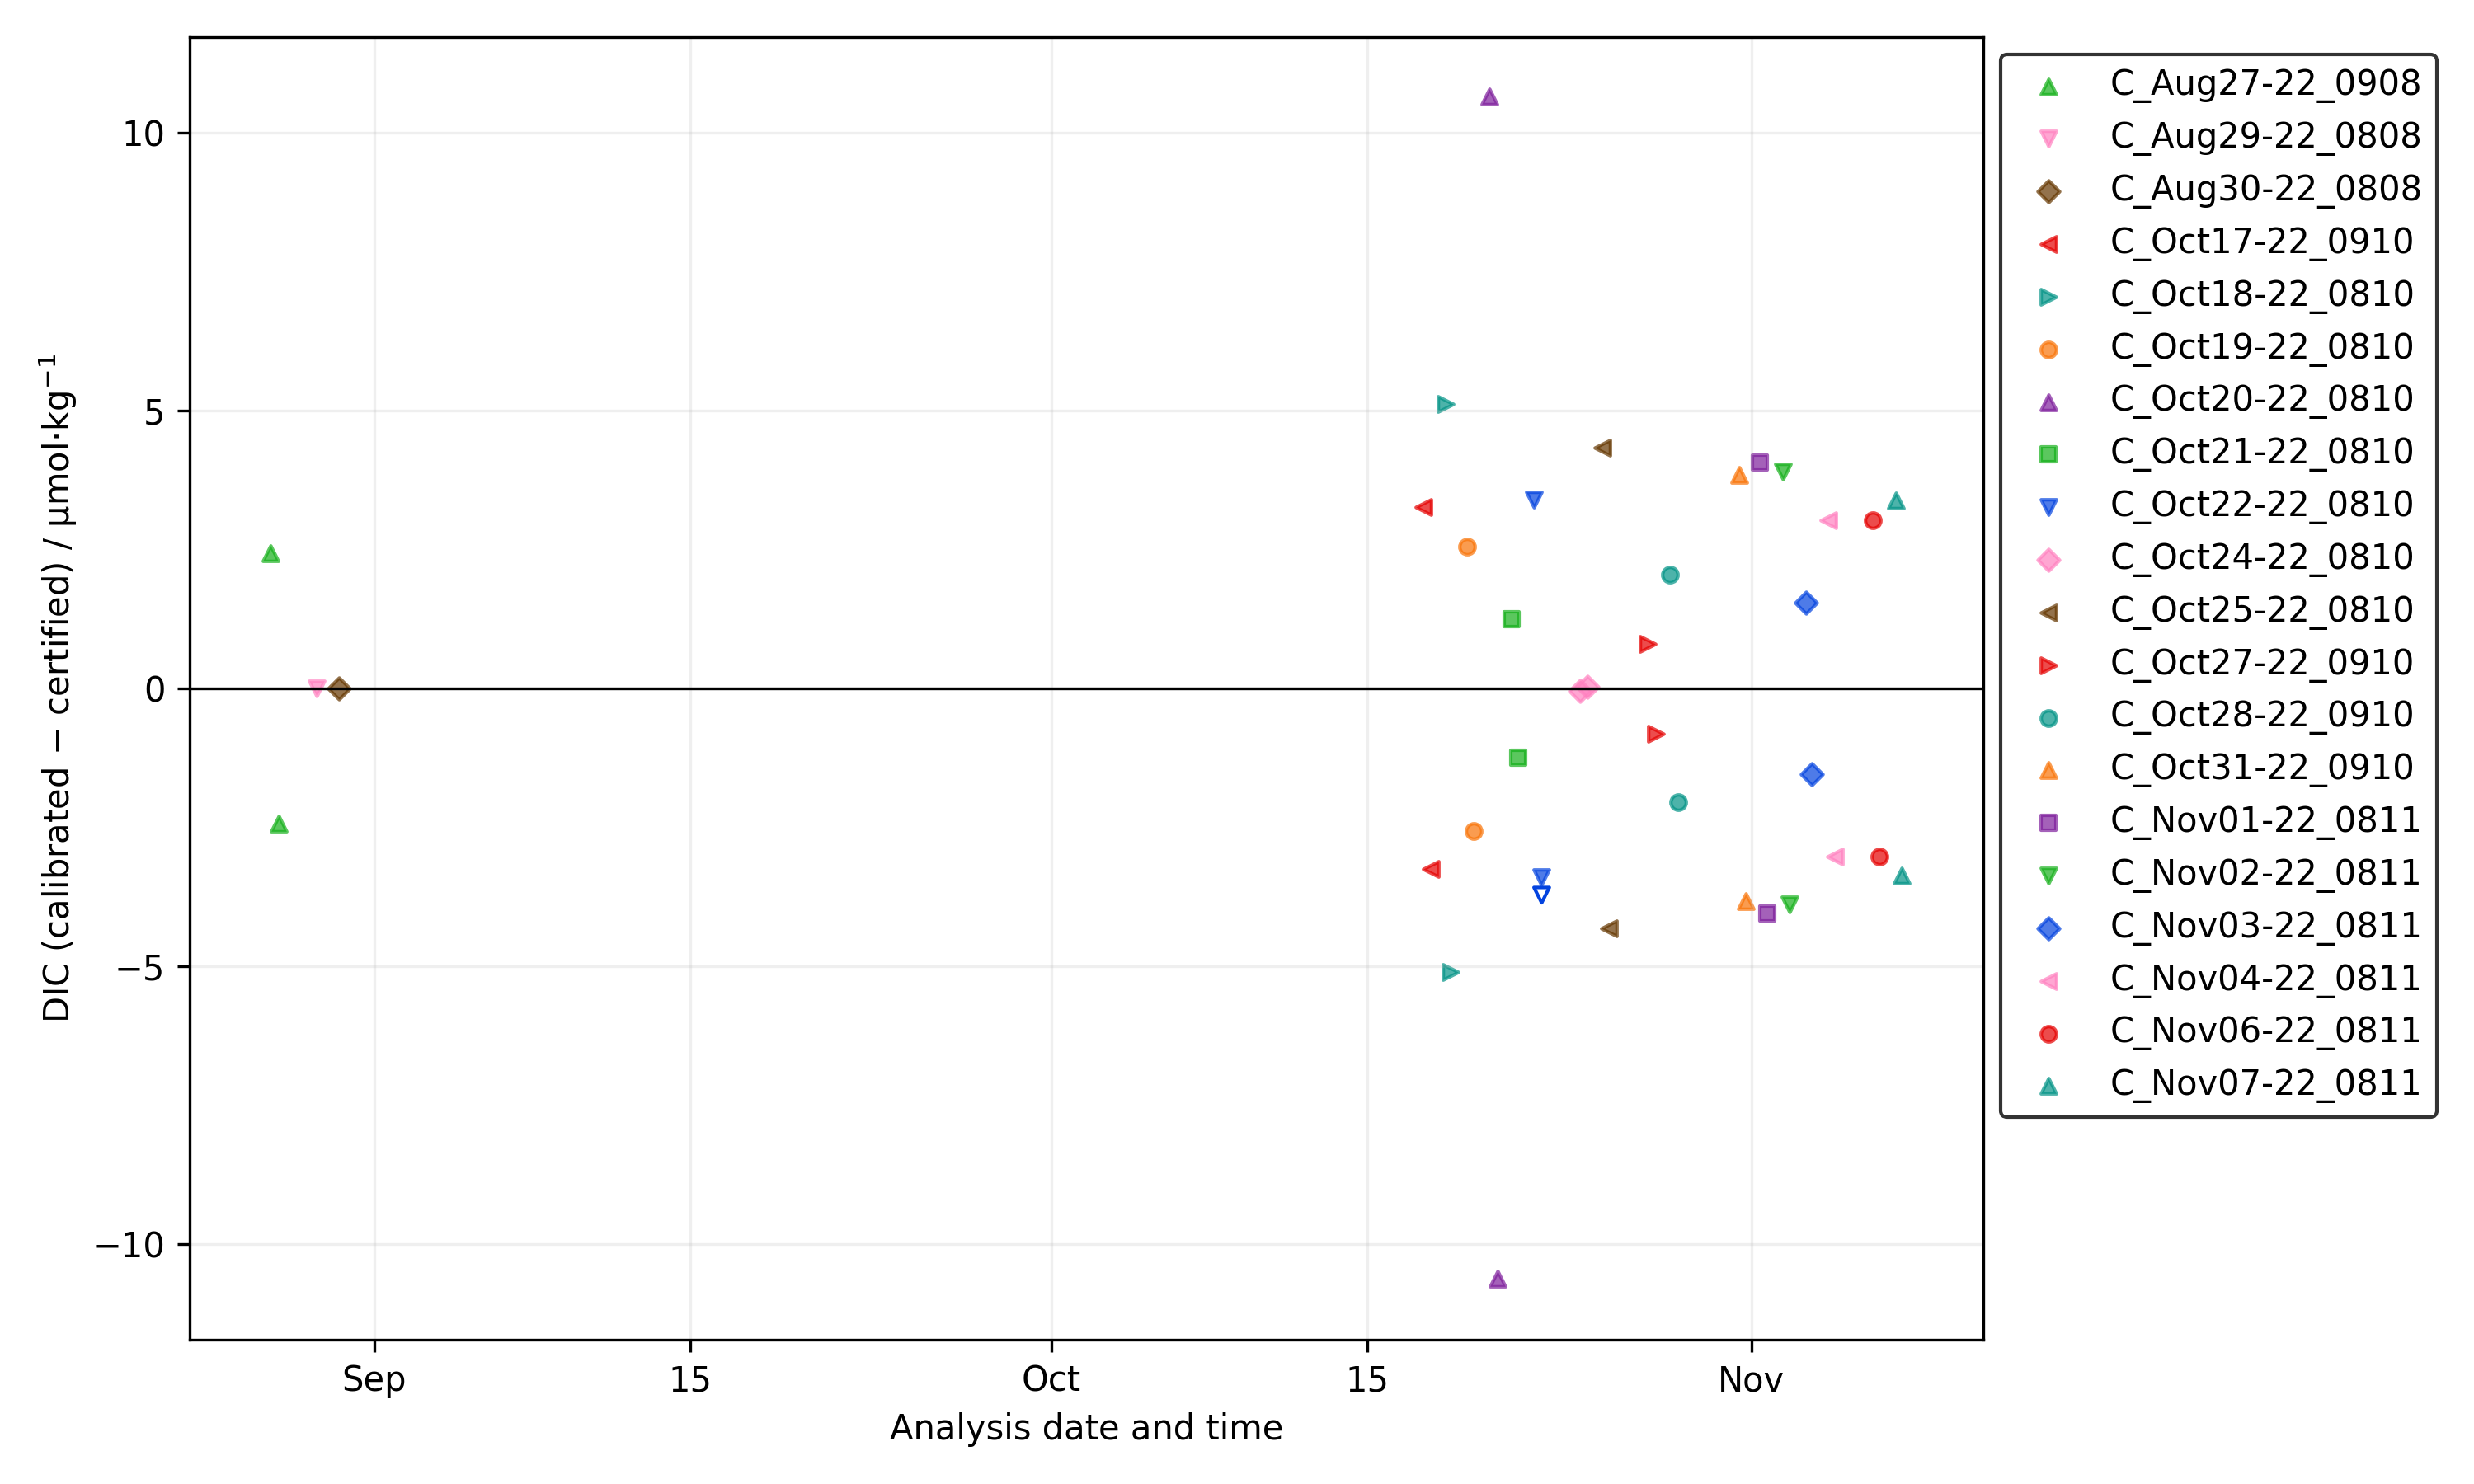 10
5
0
−5
−10
DIC (calibrated − certified) / μmol·kg⁻¹
Sep
15
Oct
15
Nov
Analysis date and time
C_Aug27-22_0908
C_Aug29-22_0808
C_Aug30-22_0808
C_Oct17-22_0910
C_Oct18-22_0810
C_Oct19-22_0810
C_Oct20-22_0810
C_Oct21-22_0810
C_Oct22-22_0810
C_Oct24-22_0810
C_Oct25-22_0810
C_Oct27-22_0910
C_Oct28-22_0910
C_Oct31-22_0910
C_Nov01-22_0811
C_Nov02-22_0811
C_Nov03-22_0811
C_Nov04-22_0811
C_Nov06-22_0811
C_Nov07-22_0811